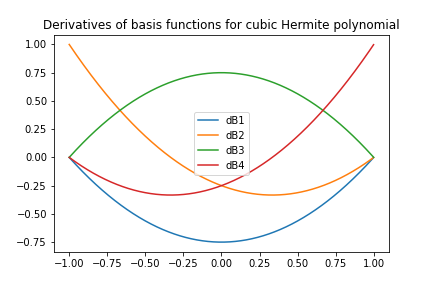 Derivatives of basis functions for cubic Hermite polynomial
1.00
0.75
0.50
0.25
0.00
−0.25
−0.50
−0.75
dB1
dB2
dB3
dB4
−1.00 −0.75 −0.50 −0.25 0.00 0.25 0.50 0.75 1.00